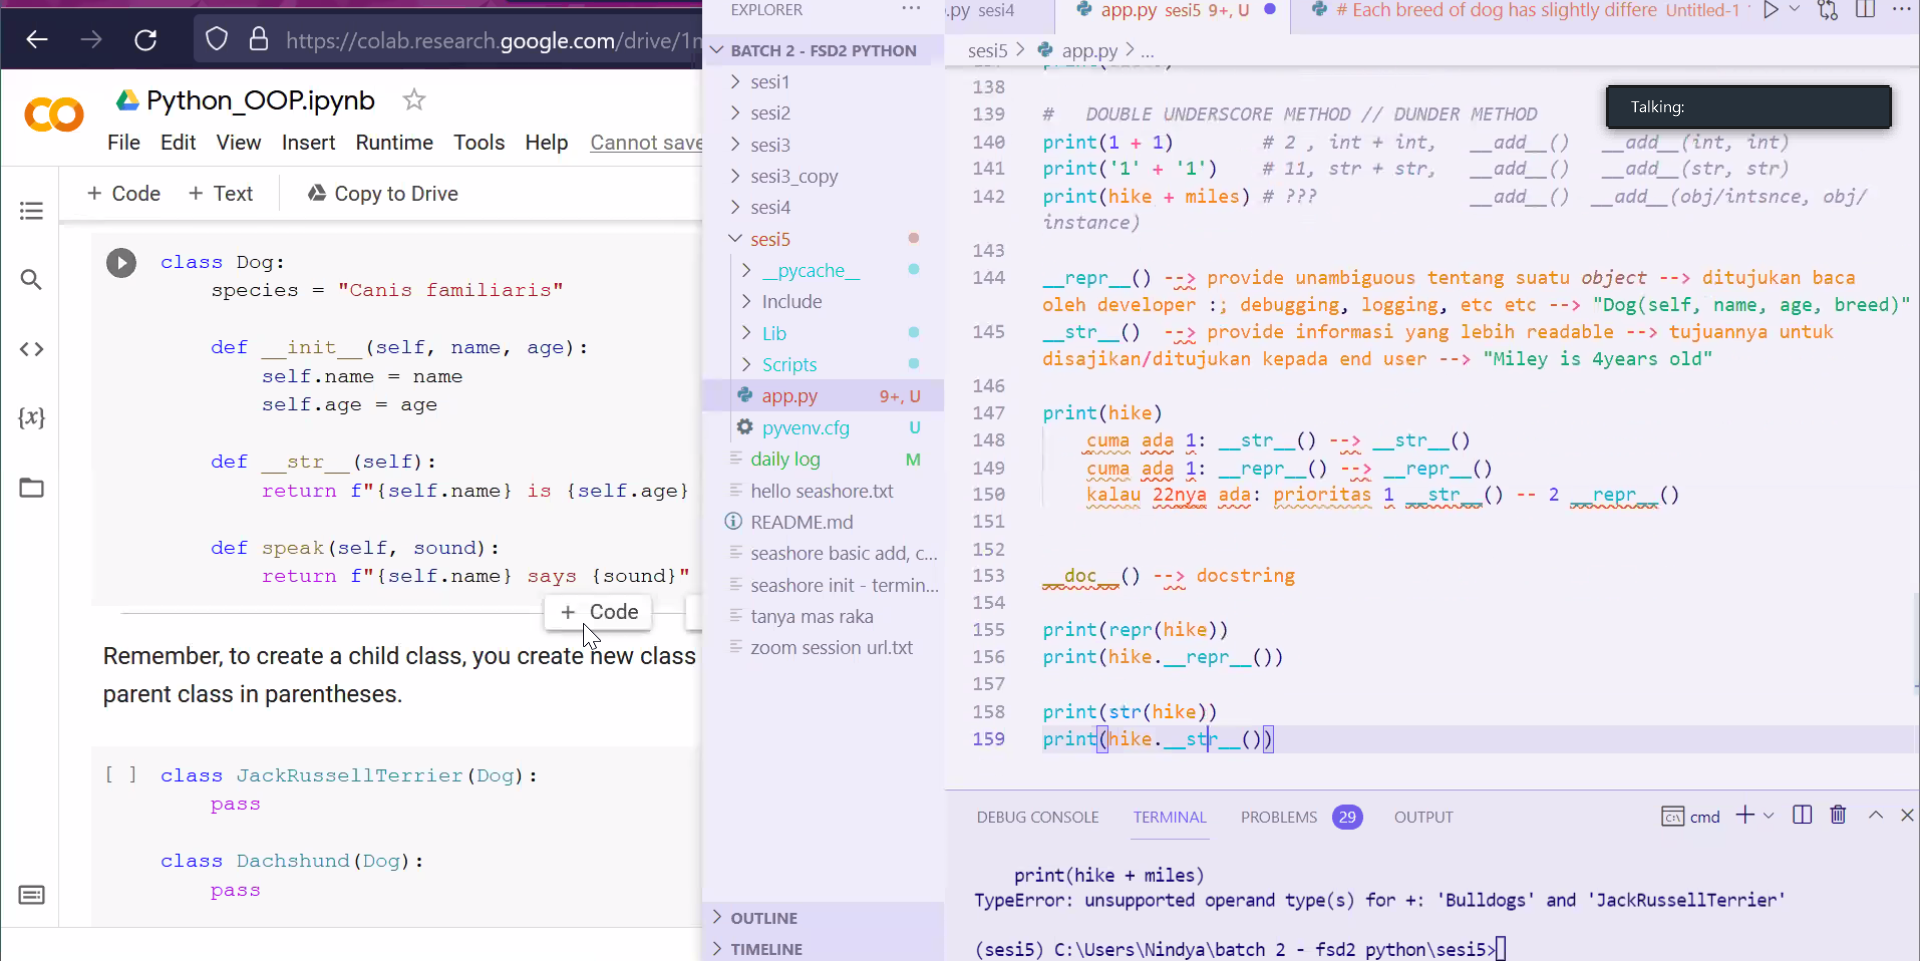 https://colab.research.google.com/drive/1
Python_OOP.ipynb
File Edit View Insert Runtime Tools Help Cannot save
+ Code + Text Copy to Drive
class Dog:
species = "Canis familiaris"
def __init__(self, name, age):
self.name = name
self.age = age
def __str__(self):
return f"{self.name} is {self.age}
def speak(self, sound):
return f"{self.name} says {sound}"
+ Code
Remember, to create a child class, you create new class
parent class in parentheses.
[ ] class JackRussellTerrier(Dog):
pass
class Dachshund(Dog):
pass
EXPLORER ...
BATCH 2 - FSD2 PYTHON
sesi1
sesi2
sesi3
sesi3_copy
sesi4
sesi5
__pycache__
Include
Lib
Scripts
app.py 9+, U
pyvenv.cfg U
daily log M
hello seashore.txt
README.md
seashore basic add, c...
seashore init - termin...
tanya mas raka
zoom session url.txt
OUTLINE
TIMELINE
.py sesi4 app.py sesi5 9+, U # Each breed of dog has slightly differe Untitled-1
sesi5 > app.py > ...
Talking:
138
139 # DOUBLE UNDERSCORE METHOD // DUNDER METHOD
140 print(1 + 1) # 2 , int + int, __add__() __add__(int, int)
141 print('1' + '1') # 11, str + str, __add__() __add__(str, str)
142 print(hike + miles) # ??? __add__() __add__(obj/intsnce, obj/
instance)
143
144 __repr__() --> provide unambiguous tentang suatu object --> ditujukan baca
oleh developer :; debugging, logging, etc etc --> "Dog(self, name, age, breed)"
145 __str__() --> provide informasi yang lebih readable --> tujuannya untuk
disajikan/ditujukan kepada end user --> "Miley is 4years old"
146
147 print(hike)
148 cuma ada 1: __str__() --> __str__()
149 cuma ada 1: __repr__() --> __repr__()
150 kalau 22nya ada: prioritas 1 __str__() -- 2 __repr__()
151
152
153 __doc__() --> docstring
154
155 print(repr(hike))
156 print(hike.__repr__())
157
158 print(str(hike))
159 print(hike.__str__())
DEBUG CONSOLE TERMINAL PROBLEMS 29 OUTPUT cmd
print(hike + miles)
TypeError: unsupported operand type(s) for +: 'Bulldogs' and 'JackRussellTerrier'
(sesi5) C:\Users\Nindya\batch 2 - fsd2 python\sesi5>